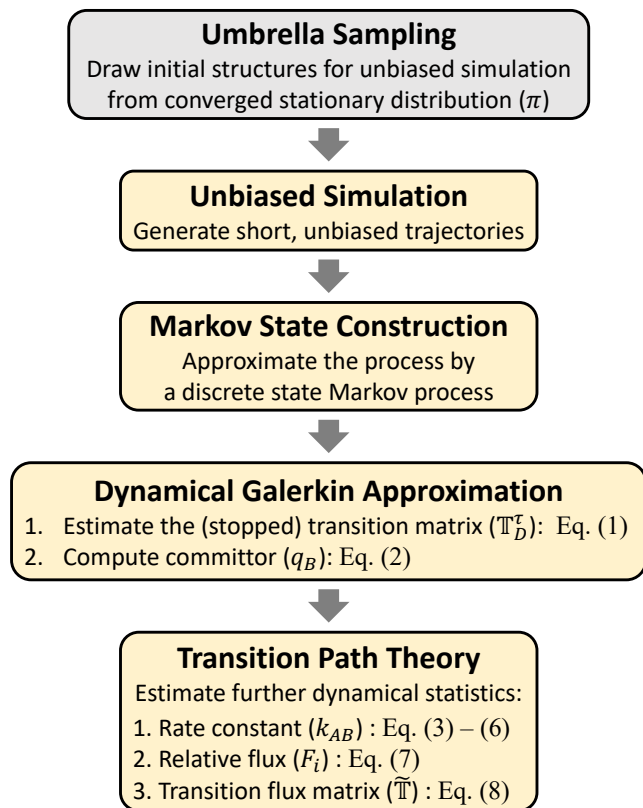 Umbrella Sampling
Draw initial structures for unbiased simulation
from converged stationary distribution (π)
Unbiased Simulation
Generate short, unbiased trajectories
Markov State Construction
Approximate the process by
a discrete state Markov process
Dynamical Galerkin Approximation
1. Estimate the (stopped) transition matrix (𝕋_D^τ): Eq. (1)
2. Compute committor (q_B): Eq. (2)
Transition Path Theory
Estimate further dynamical statistics:
1. Rate constant (k_AB) : Eq. (3) – (6)
2. Relative flux (F_i) : Eq. (7)
3. Transition flux matrix (𝕋̃) : Eq. (8)